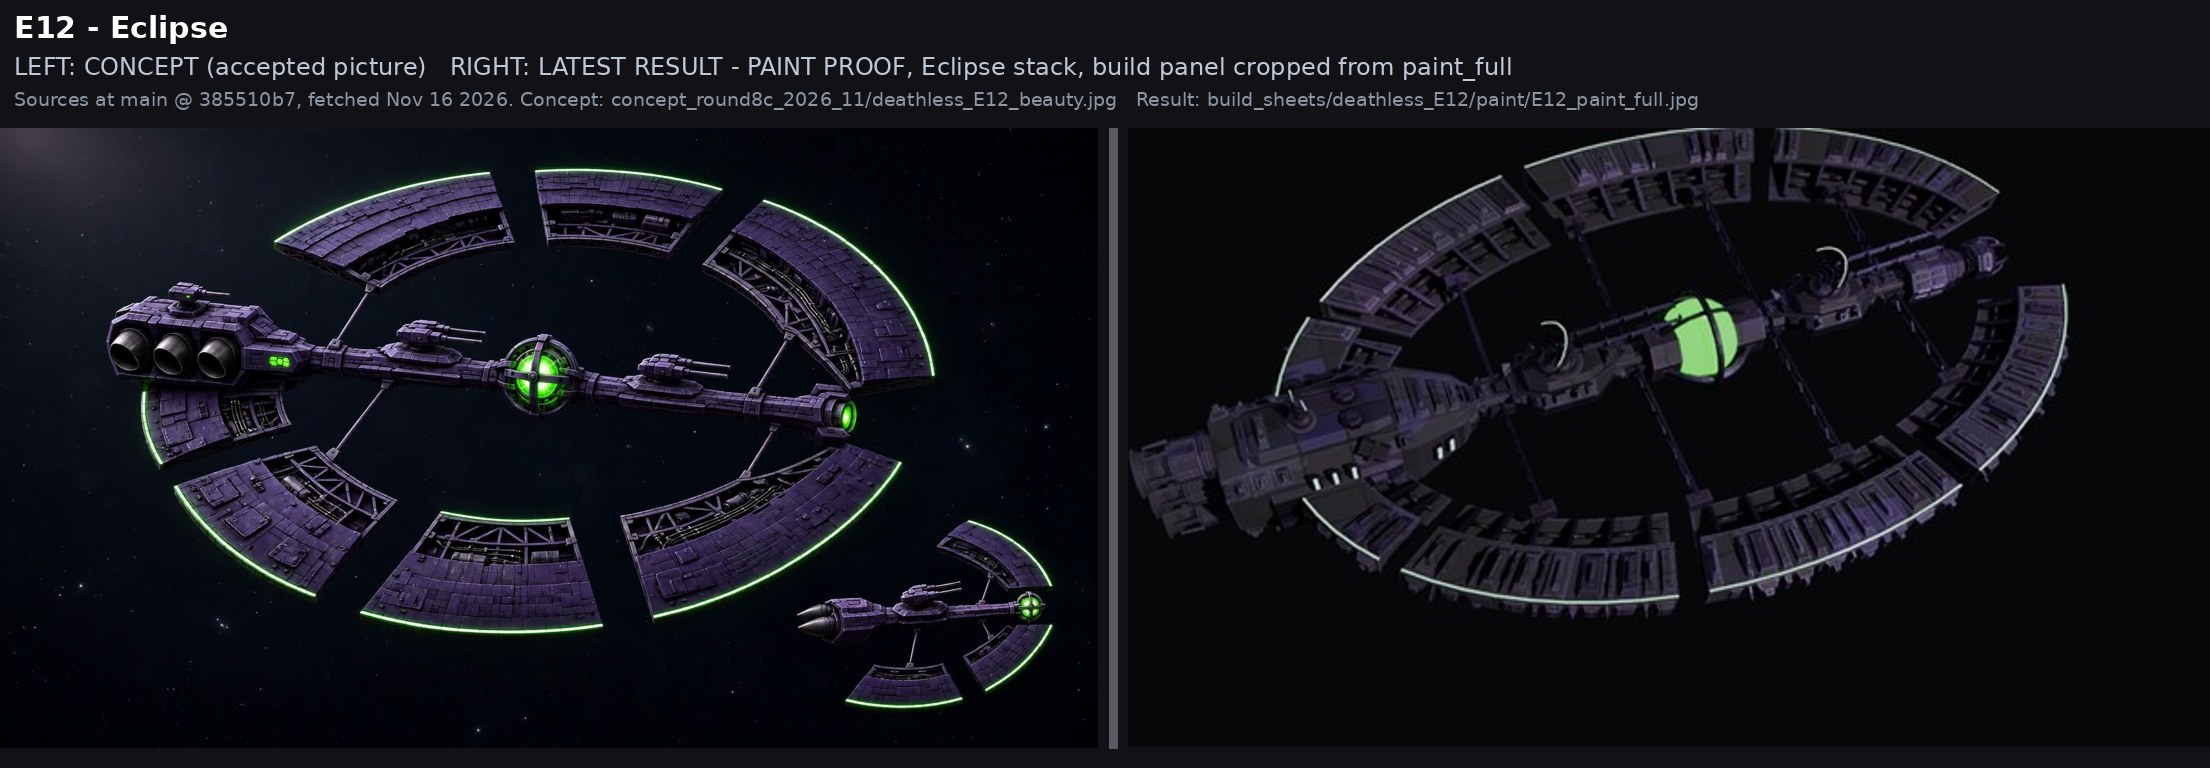 E12 - Eclipse
LEFT: CONCEPT (accepted picture)   RIGHT: LATEST RESULT - PAINT PROOF, Eclipse stack, build panel cropped from paint_full
Sources at main @ 385510b7, fetched Nov 16 2026. Concept: concept_round8c_2026_11/deathless_E12_beauty.jpg   Result: build_sheets/deathless_E12/paint/E12_paint_full.jpg